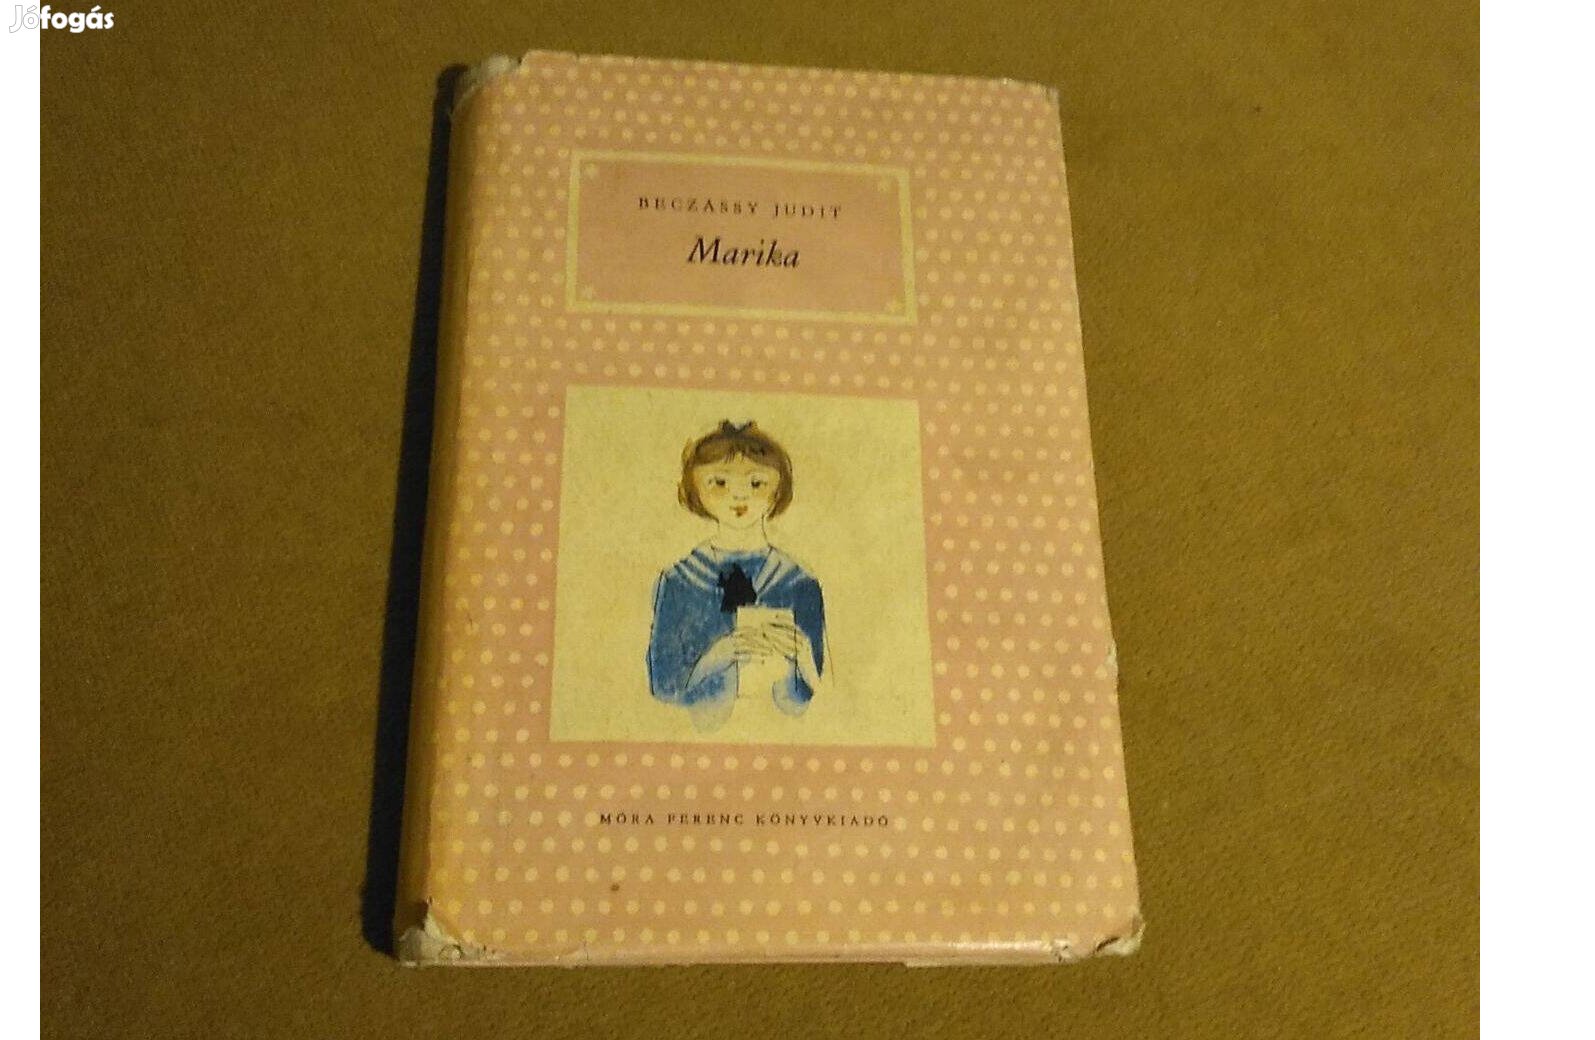 Jófogás
BECZÁSSY JUDIT
Marika
MÓRA FERENC KÖNYVKIADÓ